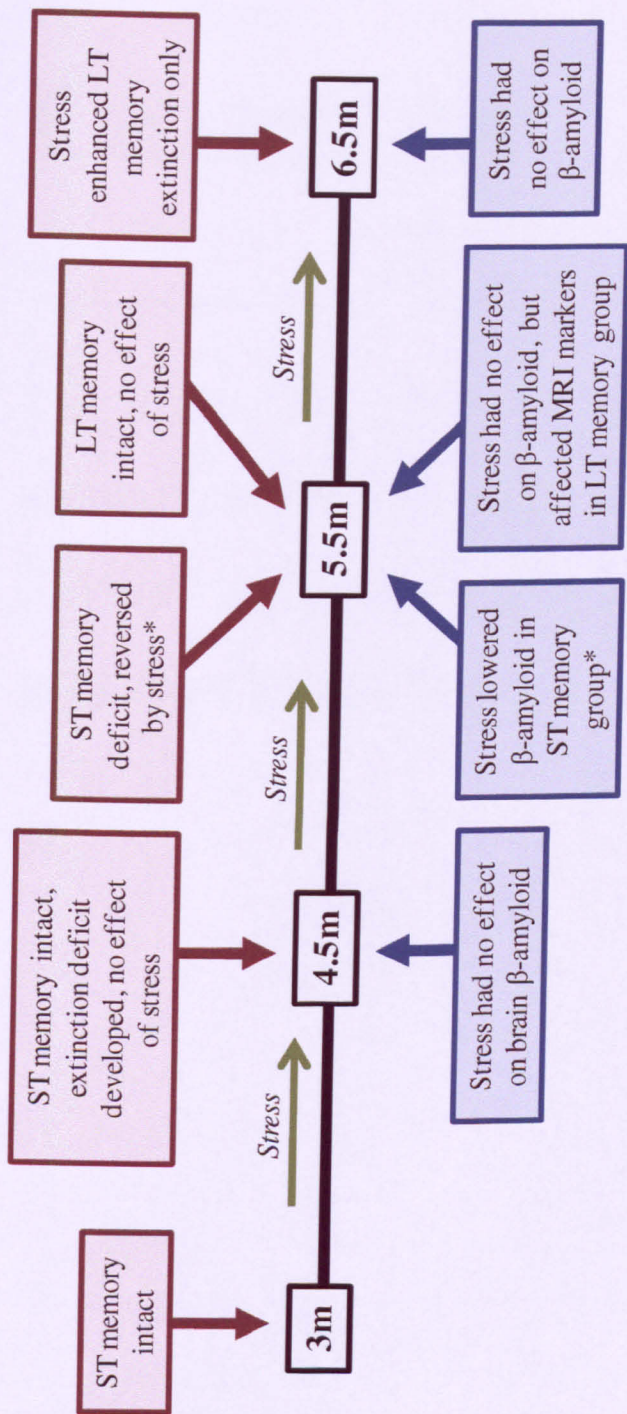 ST memory
intact
ST memory intact,
extinction deficit
developed, no effect
of stress
ST memory
deficit, reversed
by stress*
LT memory
intact, no effect
of stress
Stress
enhanced LT
memory
extinction only
3m
Stress
4.5m
Stress
5.5m
Stress
6.5m
Stress had no effect
on brain β-amyloid
Stress lowered
β-amyloid in
ST memory
group*
Stress had no effect
on β-amyloid, but
affected MRI markers
in LT memory group
Stress had
no effect on
β-amyloid